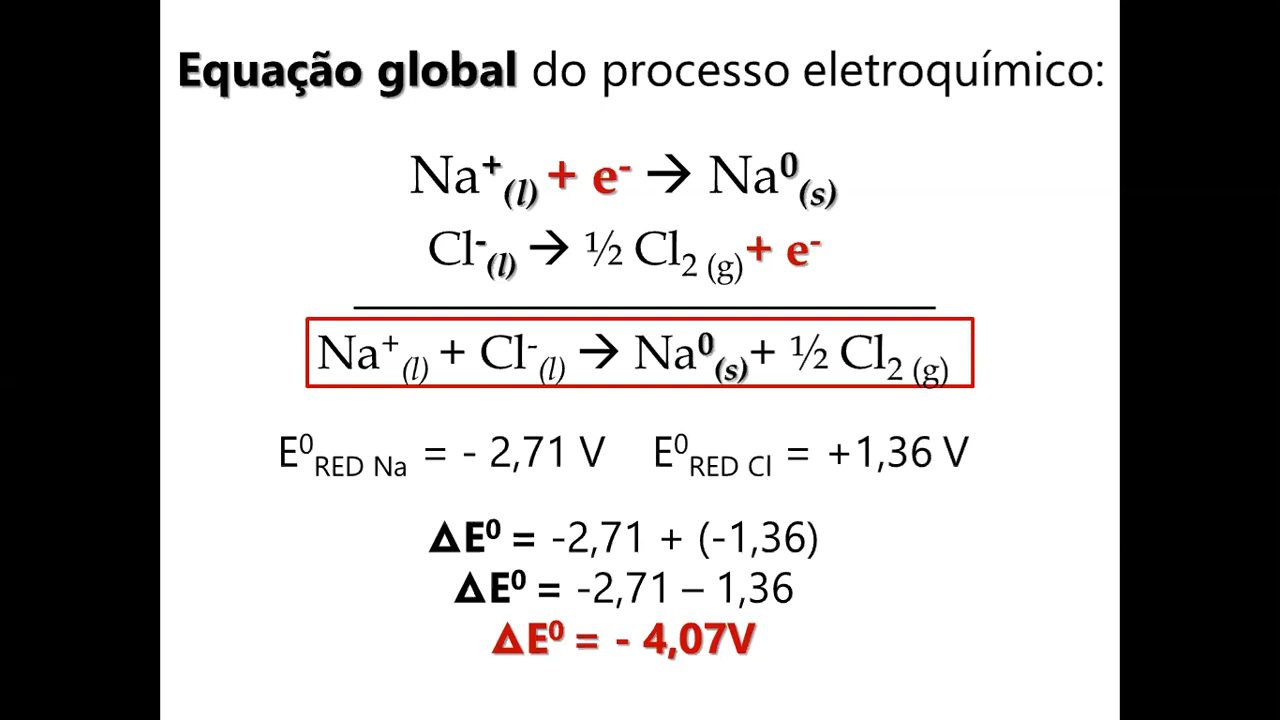 Equação global do processo eletroquímico:
Na⁺(l) + e⁻ → Na⁰(s)
Cl⁻(l) → ½ Cl₂ (g) + e⁻
Na⁺(l) + Cl⁻(l) → Na⁰(s) + ½ Cl₂ (g)
E⁰RED Na = - 2,71 V E⁰RED Cl = +1,36 V
ΔE⁰ = -2,71 + (-1,36)
ΔE⁰ = -2,71 – 1,36
ΔE⁰ = - 4,07V